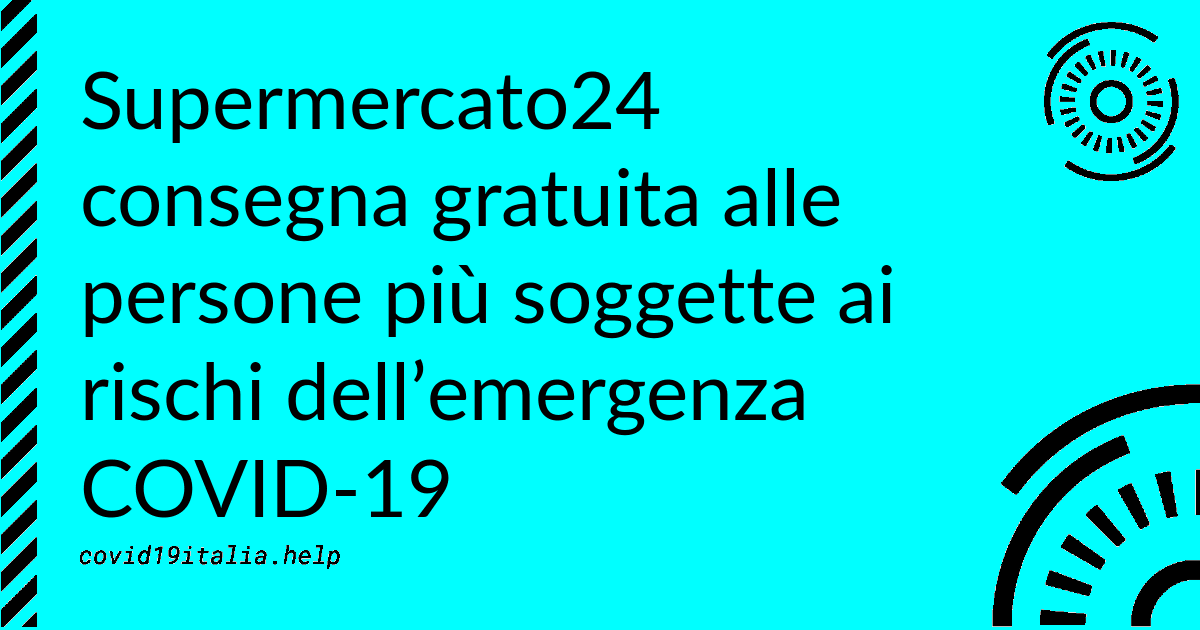 Supermercato24
consegna gratuita alle
persone più soggette ai
rischi dell’emergenza
COVID-19
covid19italia.help